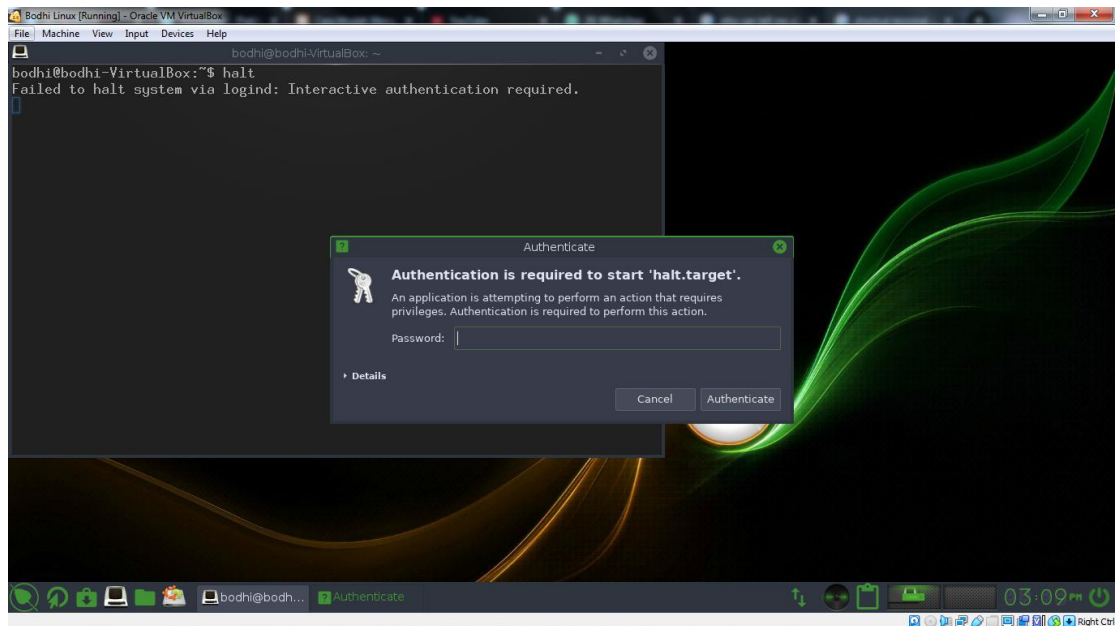 Bodhi Linux [Running] - Oracle VM VirtualBox
File Machine View Input Devices Help
bodhi@bodhi-VirtualBox: ~
bodhi@bodhi-VirtualBox:~$ halt
Failed to halt system via logind: Interactive authentication required.
Authenticate
Authentication is required to start 'halt.target'.
An application is attempting to perform an action that requires
privileges. Authentication is required to perform this action.
Password:
Details
Cancel Authenticate
bodhi@bodh... Authenticate 03:09 PM
Right Ctrl